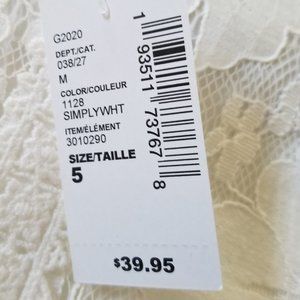 G2020
DEPT./CAT.
038/27
M
COLOR/COULEUR
1128
SIMPLYWHT
ITEM/ÉLÉMENT
3010290
SIZE/TAILLE
5
$39.95
1 93511 73767 8